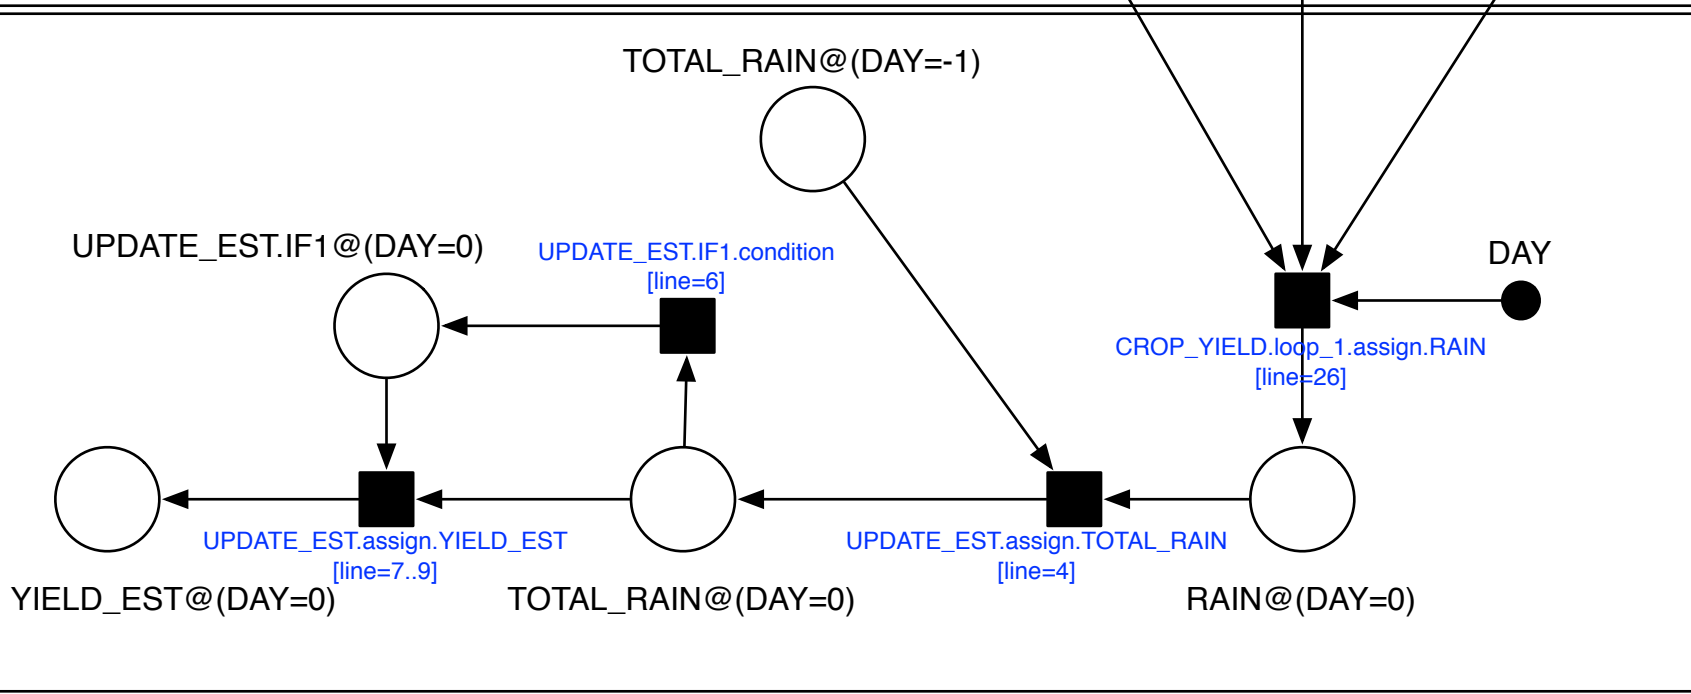 TOTAL_RAIN@(DAY=-1)
UPDATE_EST.IF1@(DAY=0)
UPDATE_EST.IF1.condition
[line=6]
DAY
CROP_YIELD.loop_1.assign.RAIN
[line=26]
UPDATE_EST.assign.YIELD_EST
[line=7..9]
UPDATE_EST.assign.TOTAL_RAIN
[line=4]
YIELD_EST@(DAY=0)
TOTAL_RAIN@(DAY=0)
RAIN@(DAY=0)